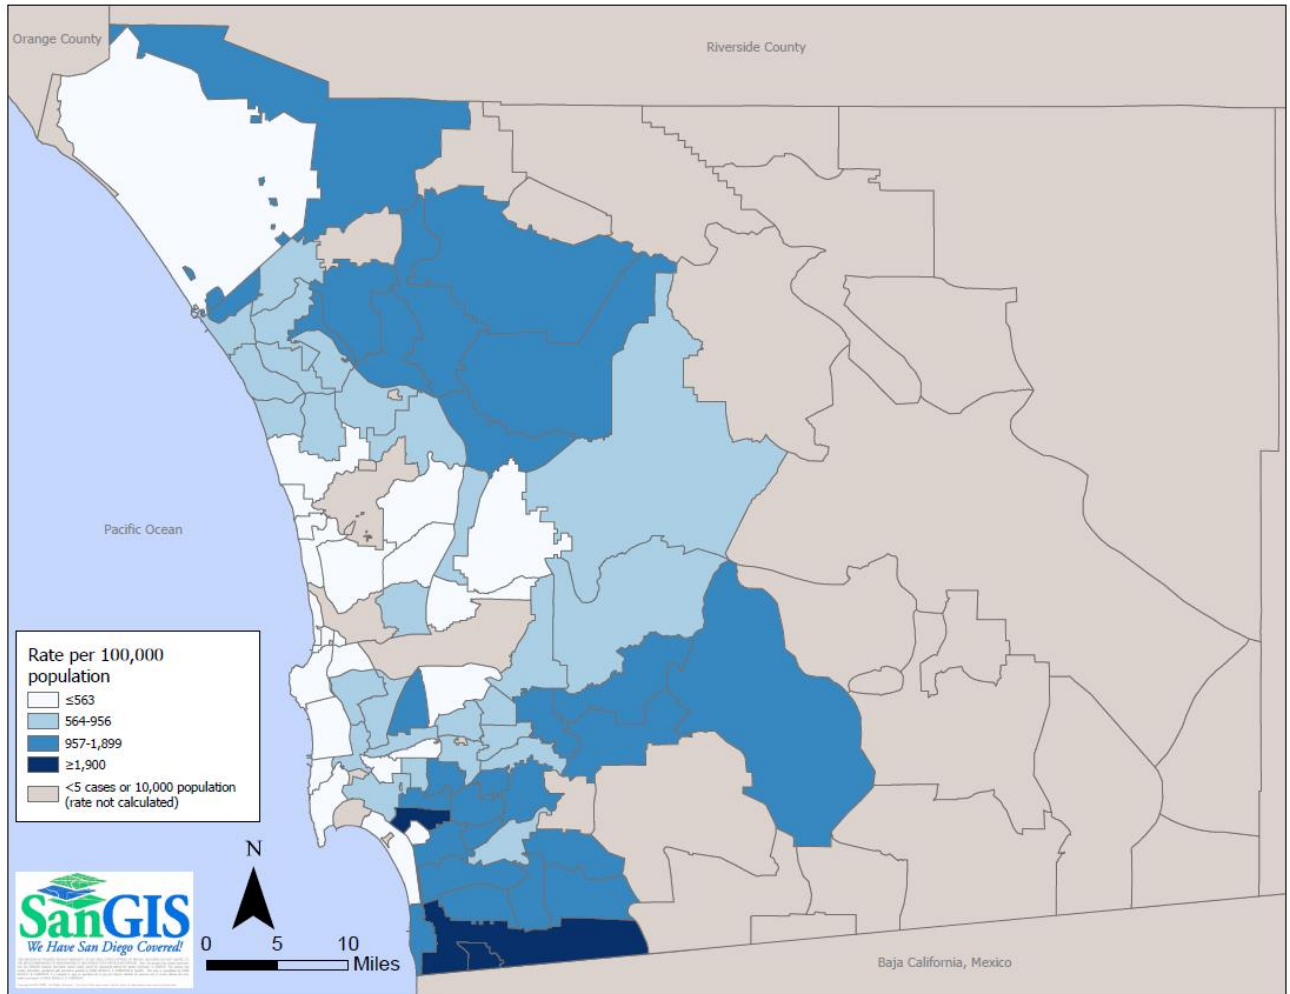 Orange County
Riverside County
Pacific Ocean
Rate per 100,000
population
≤563
564-956
957-1,899
≥1,900
<5 cases or 10,000 population
(rate not calculated)
N
SanGIS
We Have San Diego Covered!
0 5 10
Miles
Baja California, Mexico